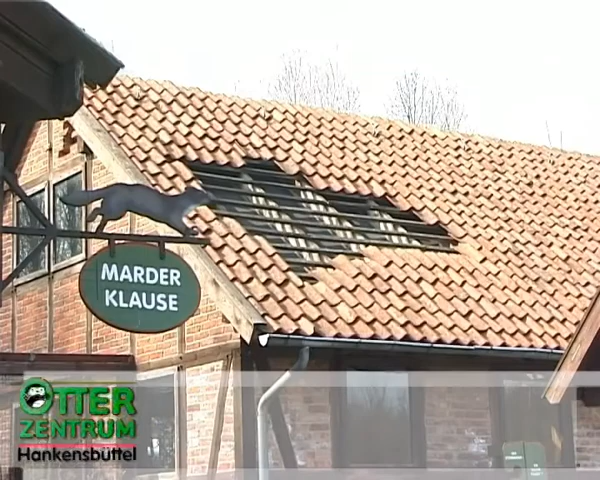 MARDER
KLAUSE
OTTER
ZENTRUM
Hankensbüttel